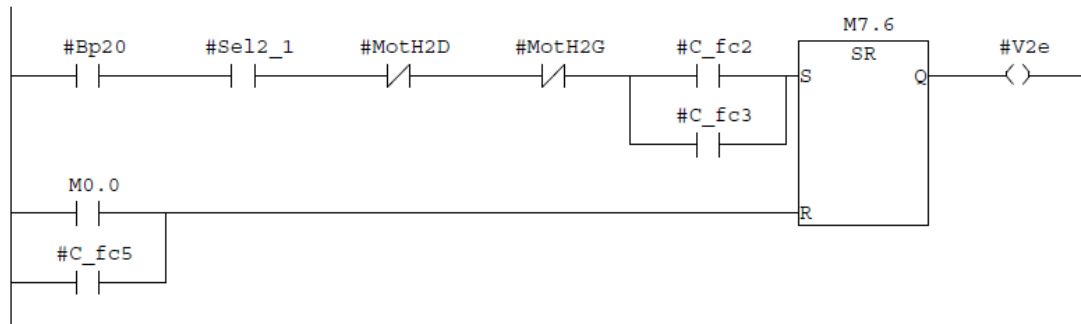 M7.6
#Bp20 #Sel2_1 #MotH2D #MotH2G #C_fc2 SR #V2e
S Q
#C_fc3
M0.0
R
#C_fc5